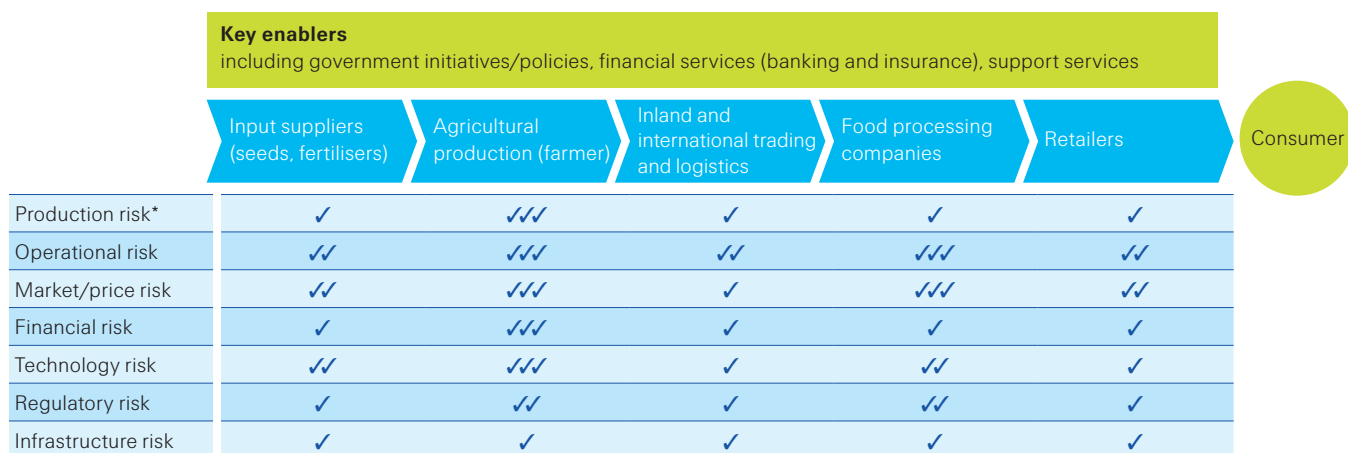 Key enablers
including government initiatives/policies, financial services (banking and insurance), support services
Input suppliers
(seeds, fertilisers)
Agricultural
production (farmer)
Inland and
international trading
and logistics
Food processing
companies
Retailers
Consumer
Production risk* ✓ ✓✓✓ ✓ ✓ ✓
Operational risk ✓✓ ✓✓✓ ✓✓ ✓✓✓ ✓✓
Market/price risk ✓✓ ✓✓✓ ✓ ✓✓✓ ✓✓
Financial risk ✓ ✓✓✓ ✓ ✓ ✓
Technology risk ✓✓ ✓✓✓ ✓ ✓✓ ✓
Regulatory risk ✓ ✓✓ ✓ ✓✓ ✓
Infrastructure risk ✓ ✓ ✓ ✓ ✓